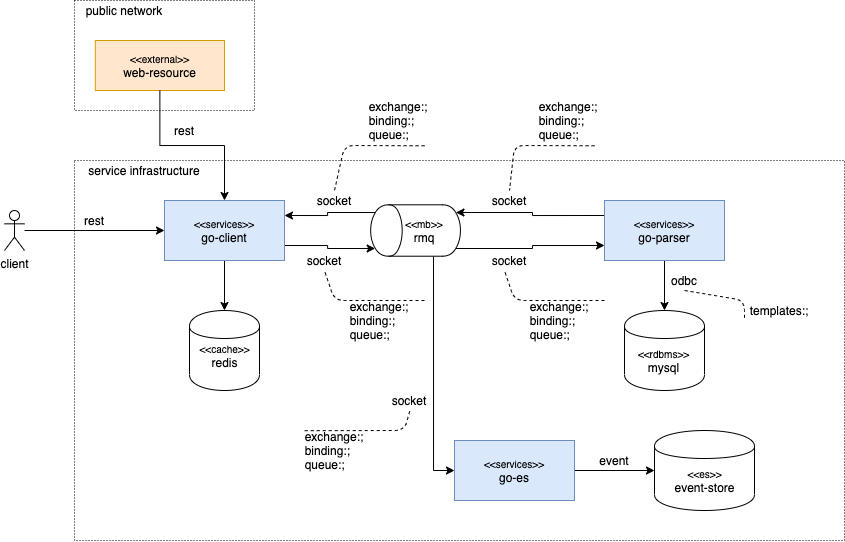 public network
<<external>>
web-resource
rest
exchange:;
binding:;
queue:;
exchange:;
binding:;
queue:;
service infrastructure
socket
socket
rest
<<services>>
go-client
<<mb>>
rmq
<<services>>
go-parser
client
socket
socket
odbc
exchange:;
binding:;
queue:;
exchange:;
binding:;
queue:;
templates:;
<<cache>>
redis
<<rdbms>>
mysql
socket
exchange:;
binding:;
queue:;
<<services>>
go-es
event
<<es>>
event-store